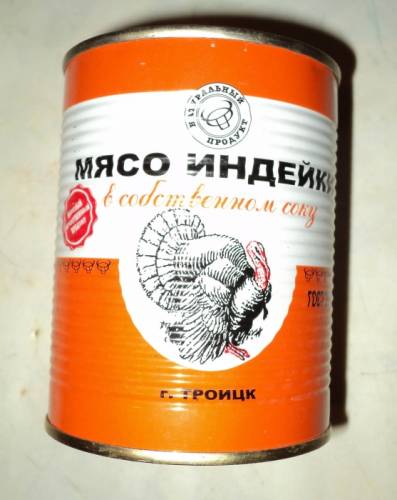 НАТУРАЛЬНЫЙ
ПРОДУКТ
МЯСО ИНДЕЙКИ
в собственном соку
ГОСТ
г. ТРОИЦК